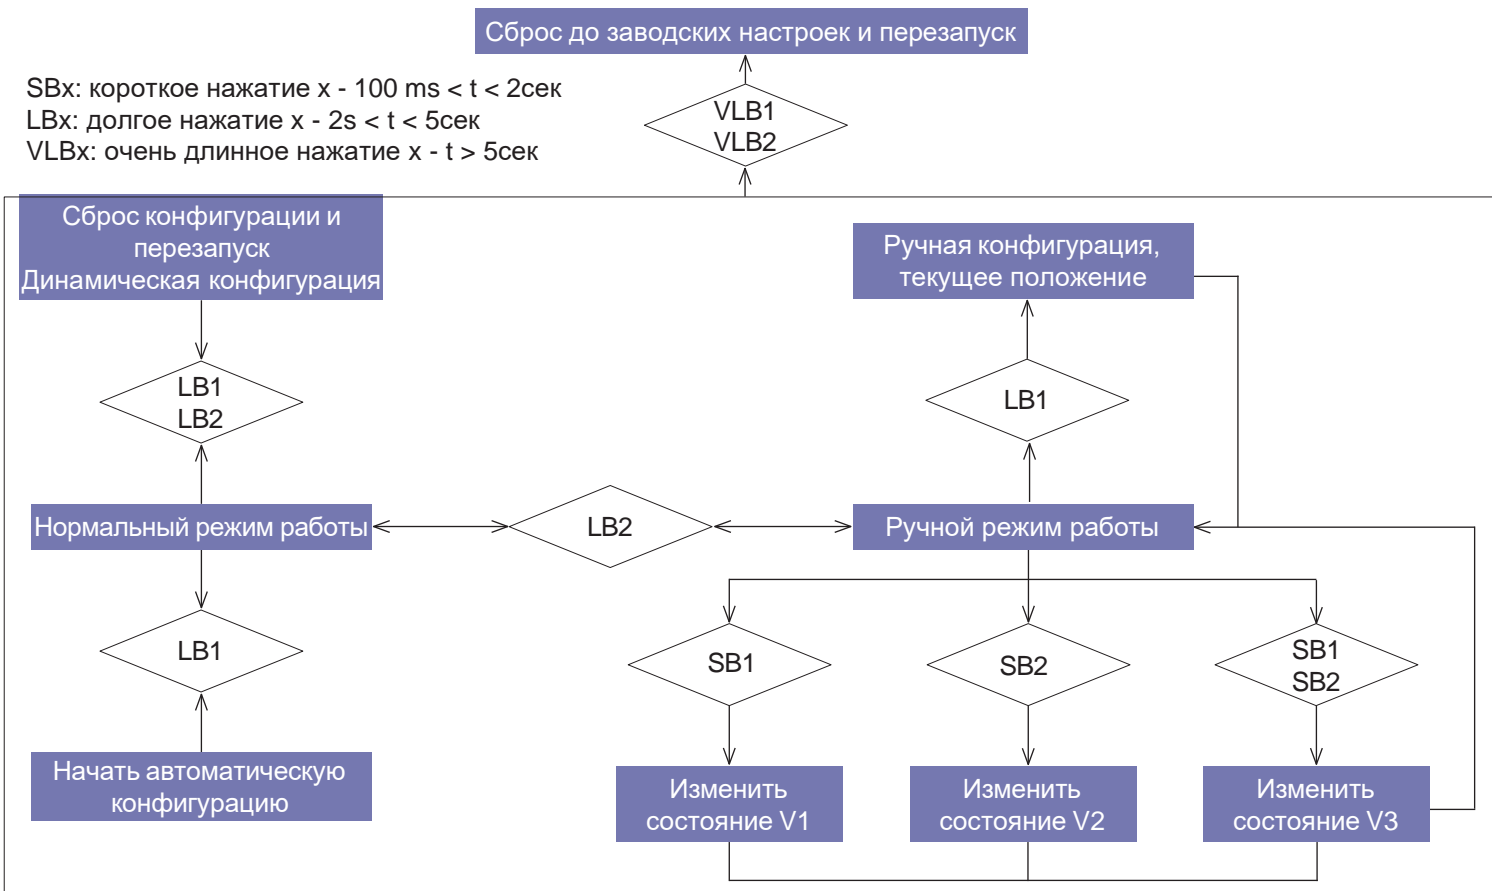 Сброс до заводских настроек и перезапуск
SBx: короткое нажатие x - 100 ms < t < 2сек
LBx: долгое нажатие x - 2s < t < 5сек
VLBx: очень длинное нажатие x - t > 5сек
VLB1
VLB2
Сброс конфигурации и
перезапуск
Динамическая конфигурация
Ручная конфигурация,
текущее положение
LB1
LB2
LB1
Нормальный режим работы
LB2
Ручной режим работы
LB1
SB1
SB2
SB1
SB2
Начать автоматическую
конфигурацию
Изменить
состояние V1
Изменить
состояние V2
Изменить
состояние V3